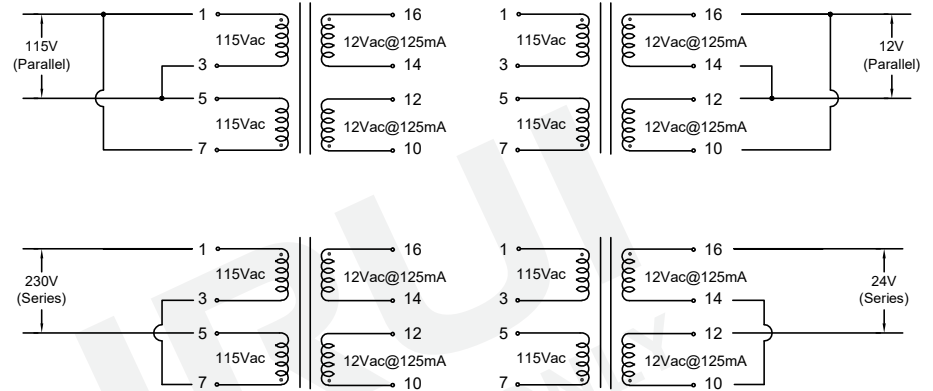 1 16 1 16
115V 115Vac 12Vac@125mA 115Vac 12Vac@125mA 12V
(Parallel) 3 14 3 14 (Parallel)
5 12 5 12
115Vac 12Vac@125mA 115Vac 12Vac@125mA
7 10 7 10
1 16 1 16
230V 115Vac 12Vac@125mA 115Vac 12Vac@125mA 24V
(Series) 3 14 3 14 (Series)
5 12 5 12
115Vac 12Vac@125mA 115Vac 12Vac@125mA
7 10 7 10